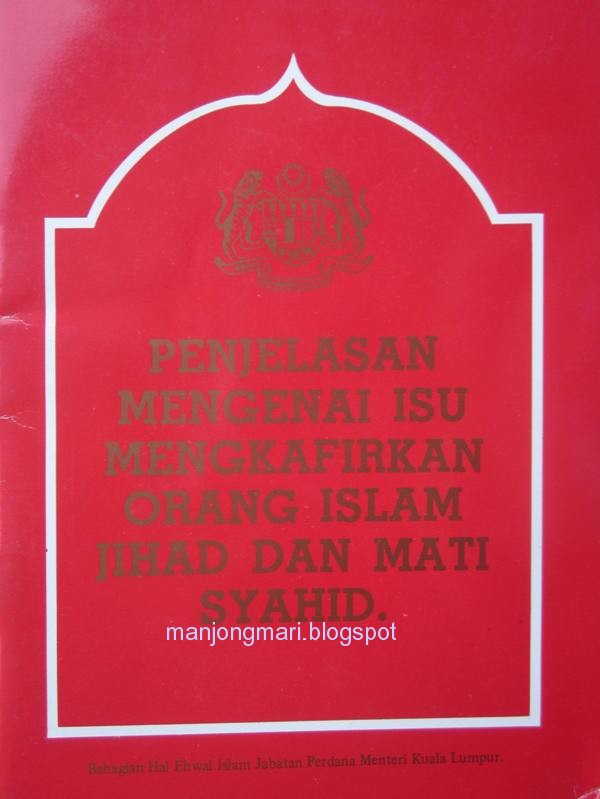 PENJELASAN
MENGENAI ISU
MENGKAFIRKAN
ORANG ISLAM
JIHAD DAN MATI
SYAHID.
manjongmari.blogspot
Bahagian Hal Ehwal Islam Jabatan Perdana Menteri Kuala Lumpur.